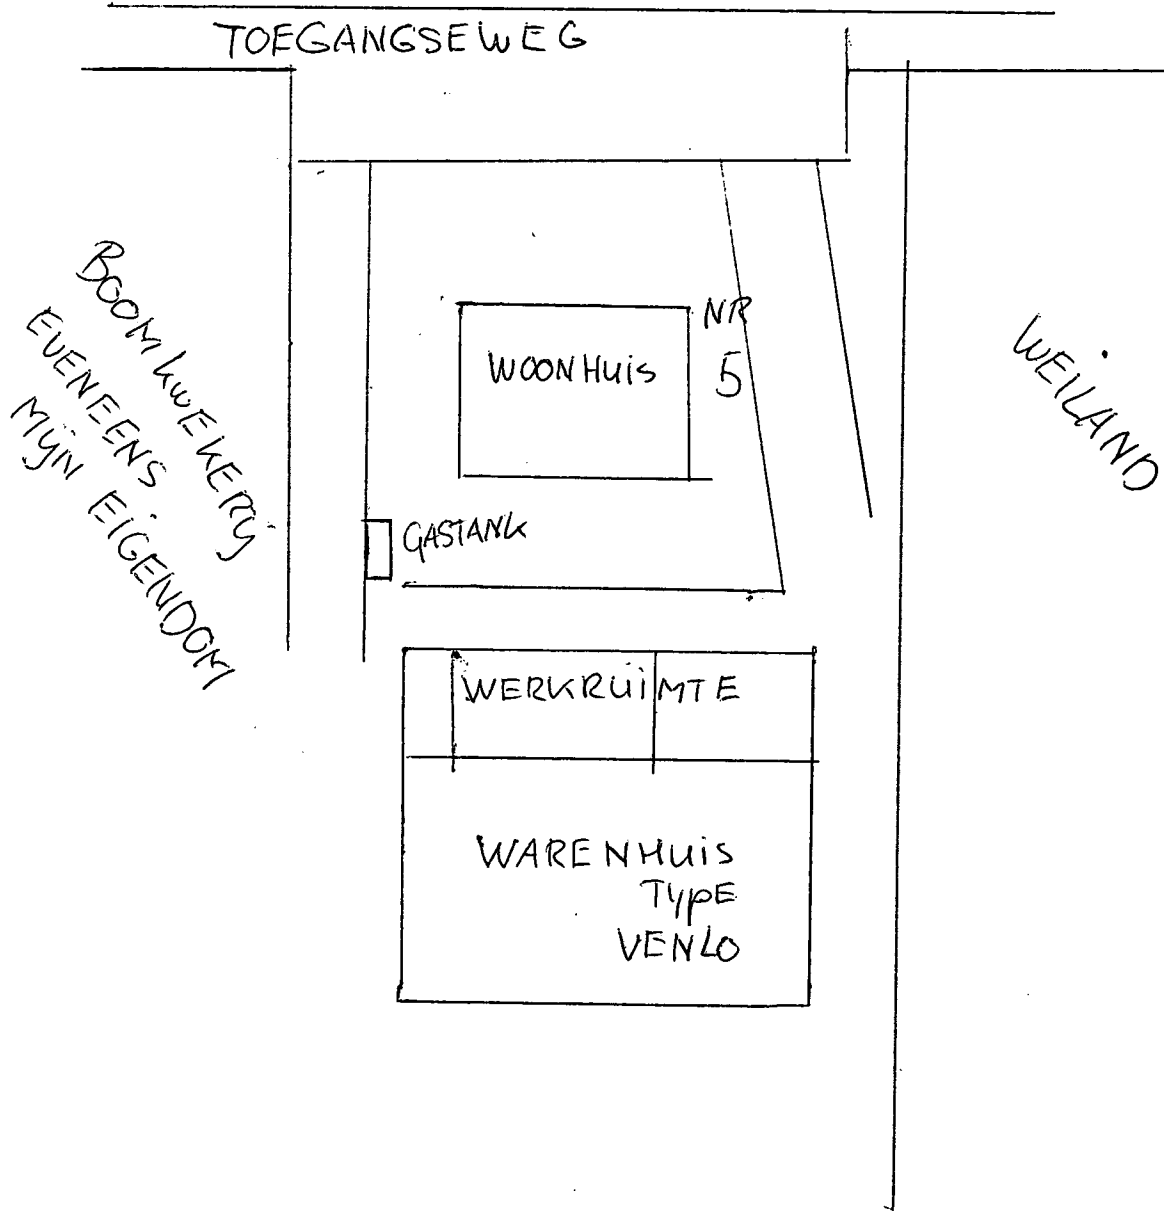 TOEGANGSEWEG
BOOMKWEKERIJ
EVENEENS
MIJN EIGENDOM
WOONHUIS
NR
5
WEILAND
GASTANK
WERKRUIMTE
WARENHUIS
TYPE
VENLO